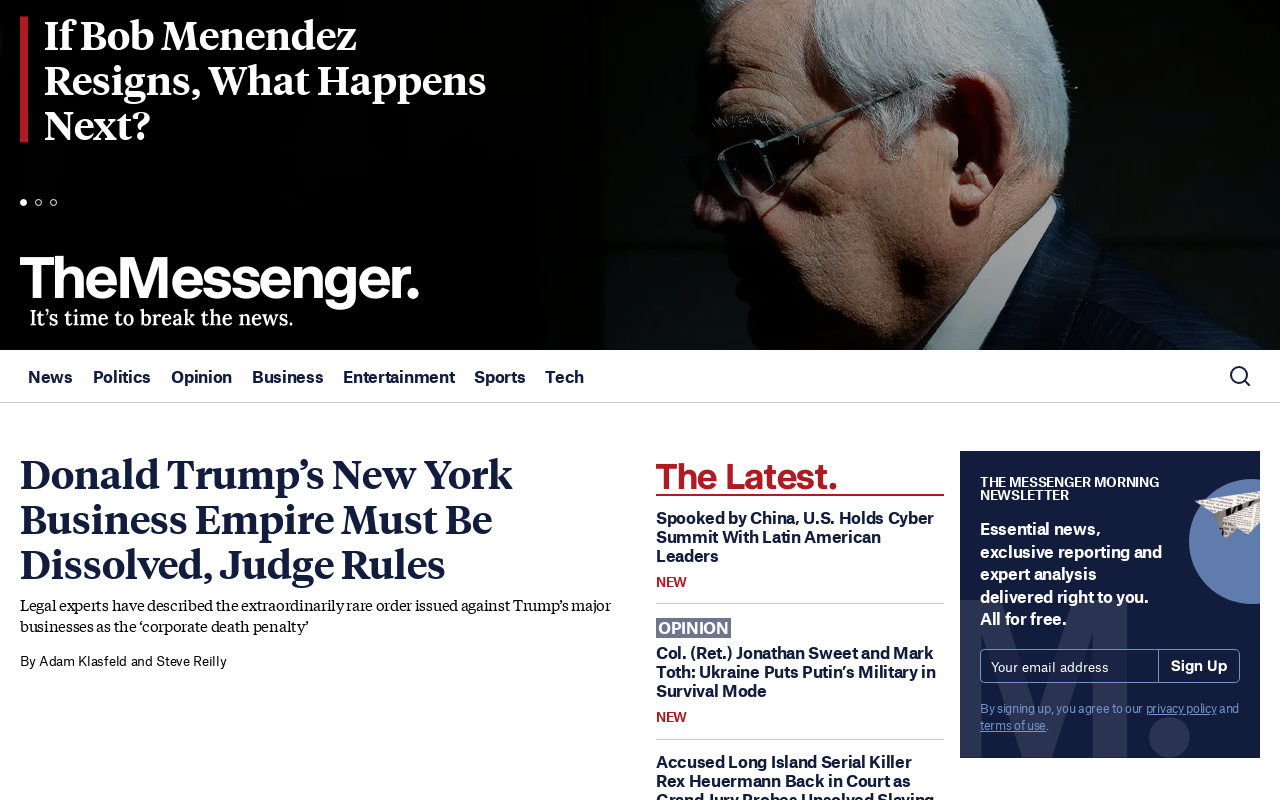 If Bob Menendez
Resigns, What Happens
Next?
TheMessenger.
It's time to break the news.
News
Politics
Opinion
Business
Entertainment
Sports
Tech
Donald Trump’s New York
Business Empire Must Be
Dissolved, Judge Rules
Legal experts have described the extraordinarily rare order issued against Trump’s major
businesses as the ‘corporate death penalty’
By Adam Klasfeld and Steve Reilly
The Latest.
Spooked by China, U.S. Holds Cyber
Summit With Latin American
Leaders
NEW
OPINION
Col. (Ret.) Jonathan Sweet and Mark
Toth: Ukraine Puts Putin’s Military in
Survival Mode
NEW
Accused Long Island Serial Killer
Rex Heuermann Back in Court as
Grand Jury Probes Unsolved Slaying
THE MESSENGER MORNING
NEWSLETTER
Essential news,
exclusive reporting and
expert analysis
delivered right to you.
All for free.
Your email address
Sign Up
By signing up, you agree to our privacy policy and
terms of use.
M.